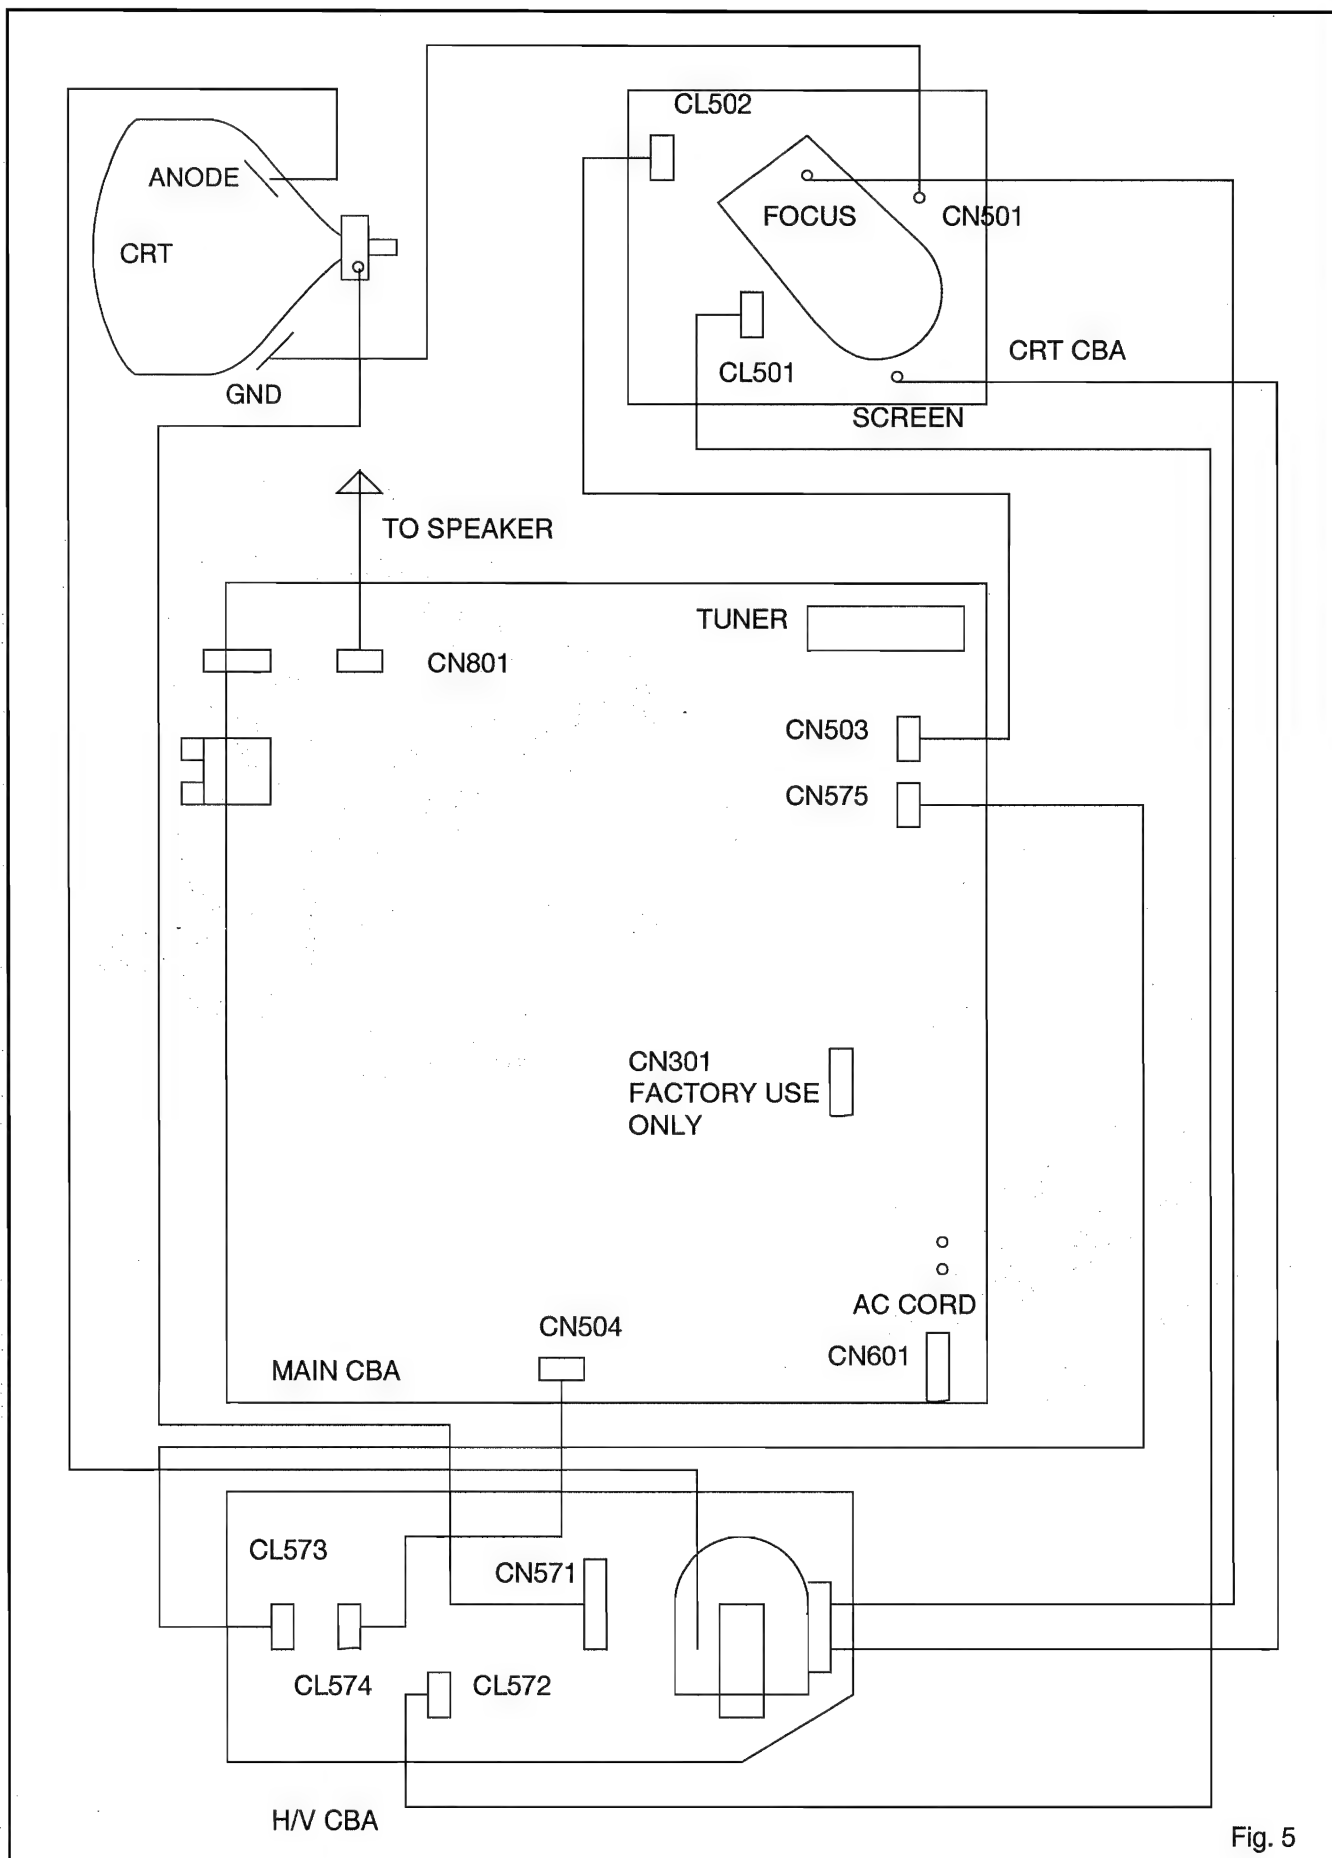 CL502
ANODE
FOCUS
CN501
CRT
CRT CBA
CL501
GND
SCREEN
TO SPEAKER
TUNER
CN801
CN503
CN575
CN301
FACTORY USE
ONLY
AC CORD
CN504
CN601
MAIN CBA
CL573
CN571
CL574
CL572
H/V CBA
Fig. 5